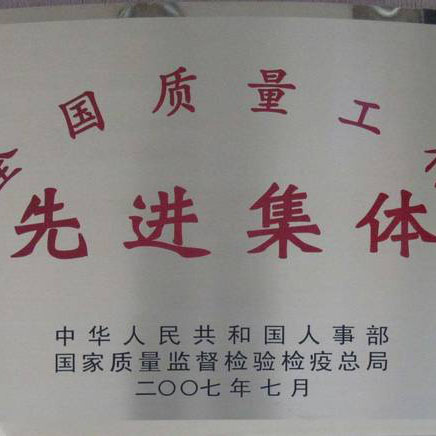 全国质量工作
先进集体
中华人民共和国人事部
国家质量监督检验检疫总局
二〇〇七年七月